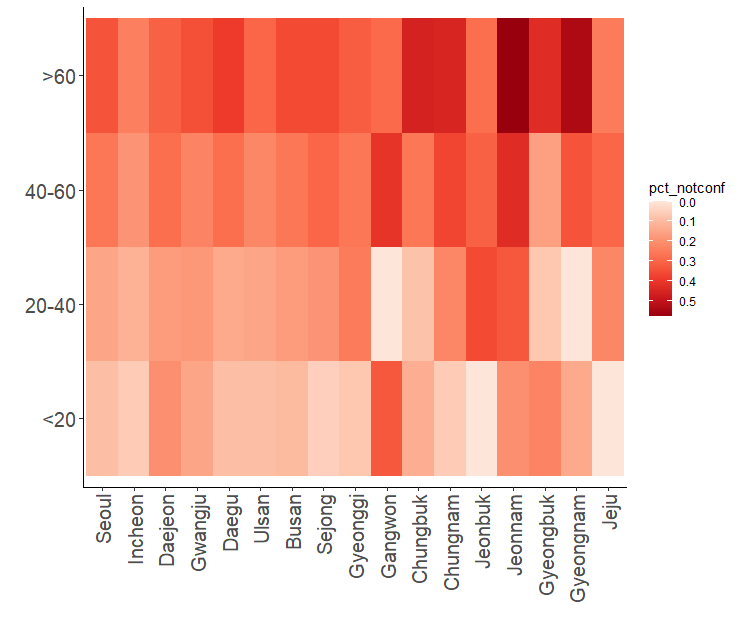 >60
40-60
20-40
<20
Seoul
Incheon
Daejeon
Gwangju
Daegu
Ulsan
Busan
Sejong
Gyeonggi
Gangwon
Chungbuk
Chungnam
Jeonbuk
Jeonnam
Gyeongbuk
Gyeongnam
Jeju
pct_notconf
0.0
0.1
0.2
0.3
0.4
0.5